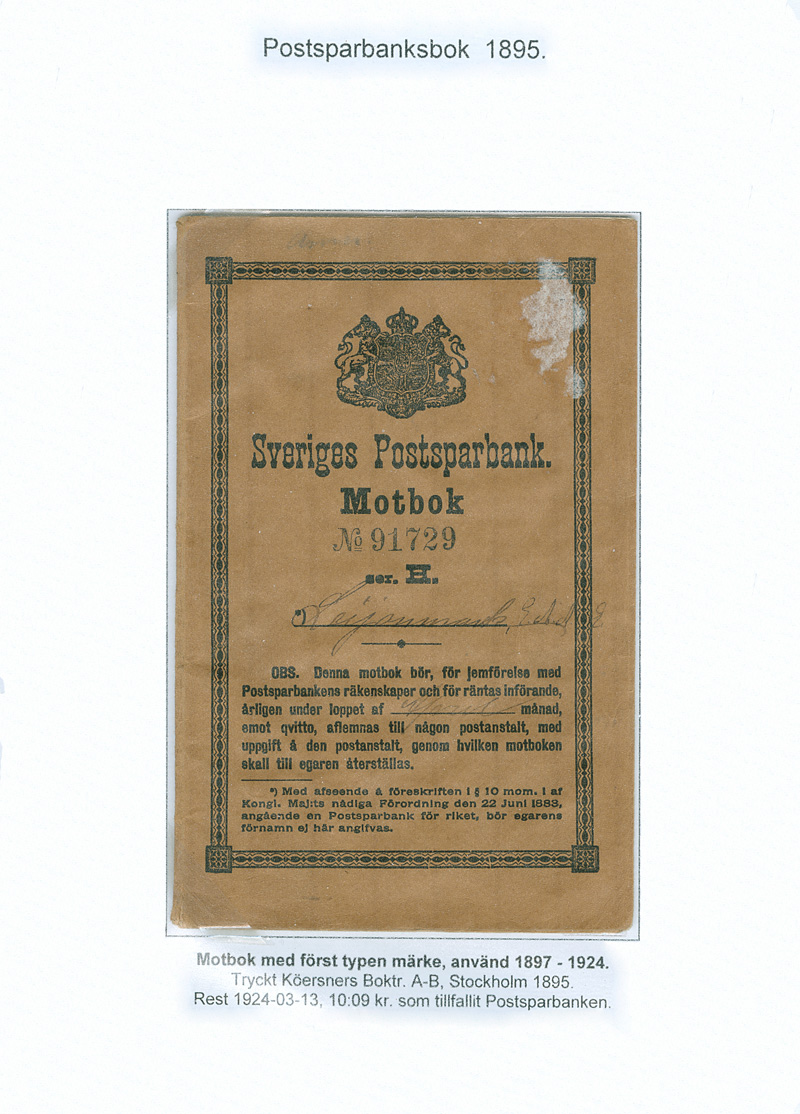 Postsparbanksbok 1895.
Sveriges Postsparbank.
Motbok
№ 91729
ser. H.
*)
OBS. Denna motbok bör, för jemförelse med
Postsparbankens räkenskaper och för räntas införande,
årligen under loppet af månad,
emot qvitto, aflemnas till någon postanstalt, med
uppgift å den postanstalt, genom hvilken motboken
skall till egaren återställas.
*) Med afseende å föreskriften i § 10 mom. 1 af
Kongl. Maj:ts nådiga Förordning den 22 Juni 1883,
angående en Postsparbank för riket, bör egarens
förnamn ej här angifvas.
Motbok med först typen märke, använd 1897 - 1924.
Tryckt Köersners Boktr. A-B, Stockholm 1895.
Rest 1924-03-13, 10:09 kr. som tillfallit Postsparbanken.